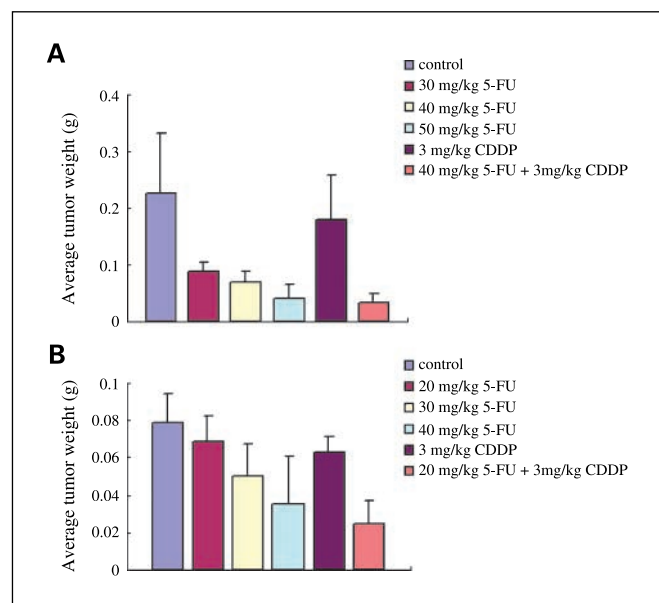 A
control
30 mg/kg 5-FU
40 mg/kg 5-FU
50 mg/kg 5-FU
3 mg/kg CDDP
40 mg/kg 5-FU + 3mg/kg CDDP
Average tumor weight (g)
0.4
0.3
0.2
0.1
0
B
control
20 mg/kg 5-FU
30 mg/kg 5-FU
40 mg/kg 5-FU
3 mg/kg CDDP
20 mg/kg 5-FU + 3mg/kg CDDP
Average tumor weight (g)
0.1
0.08
0.06
0.04
0.02
0